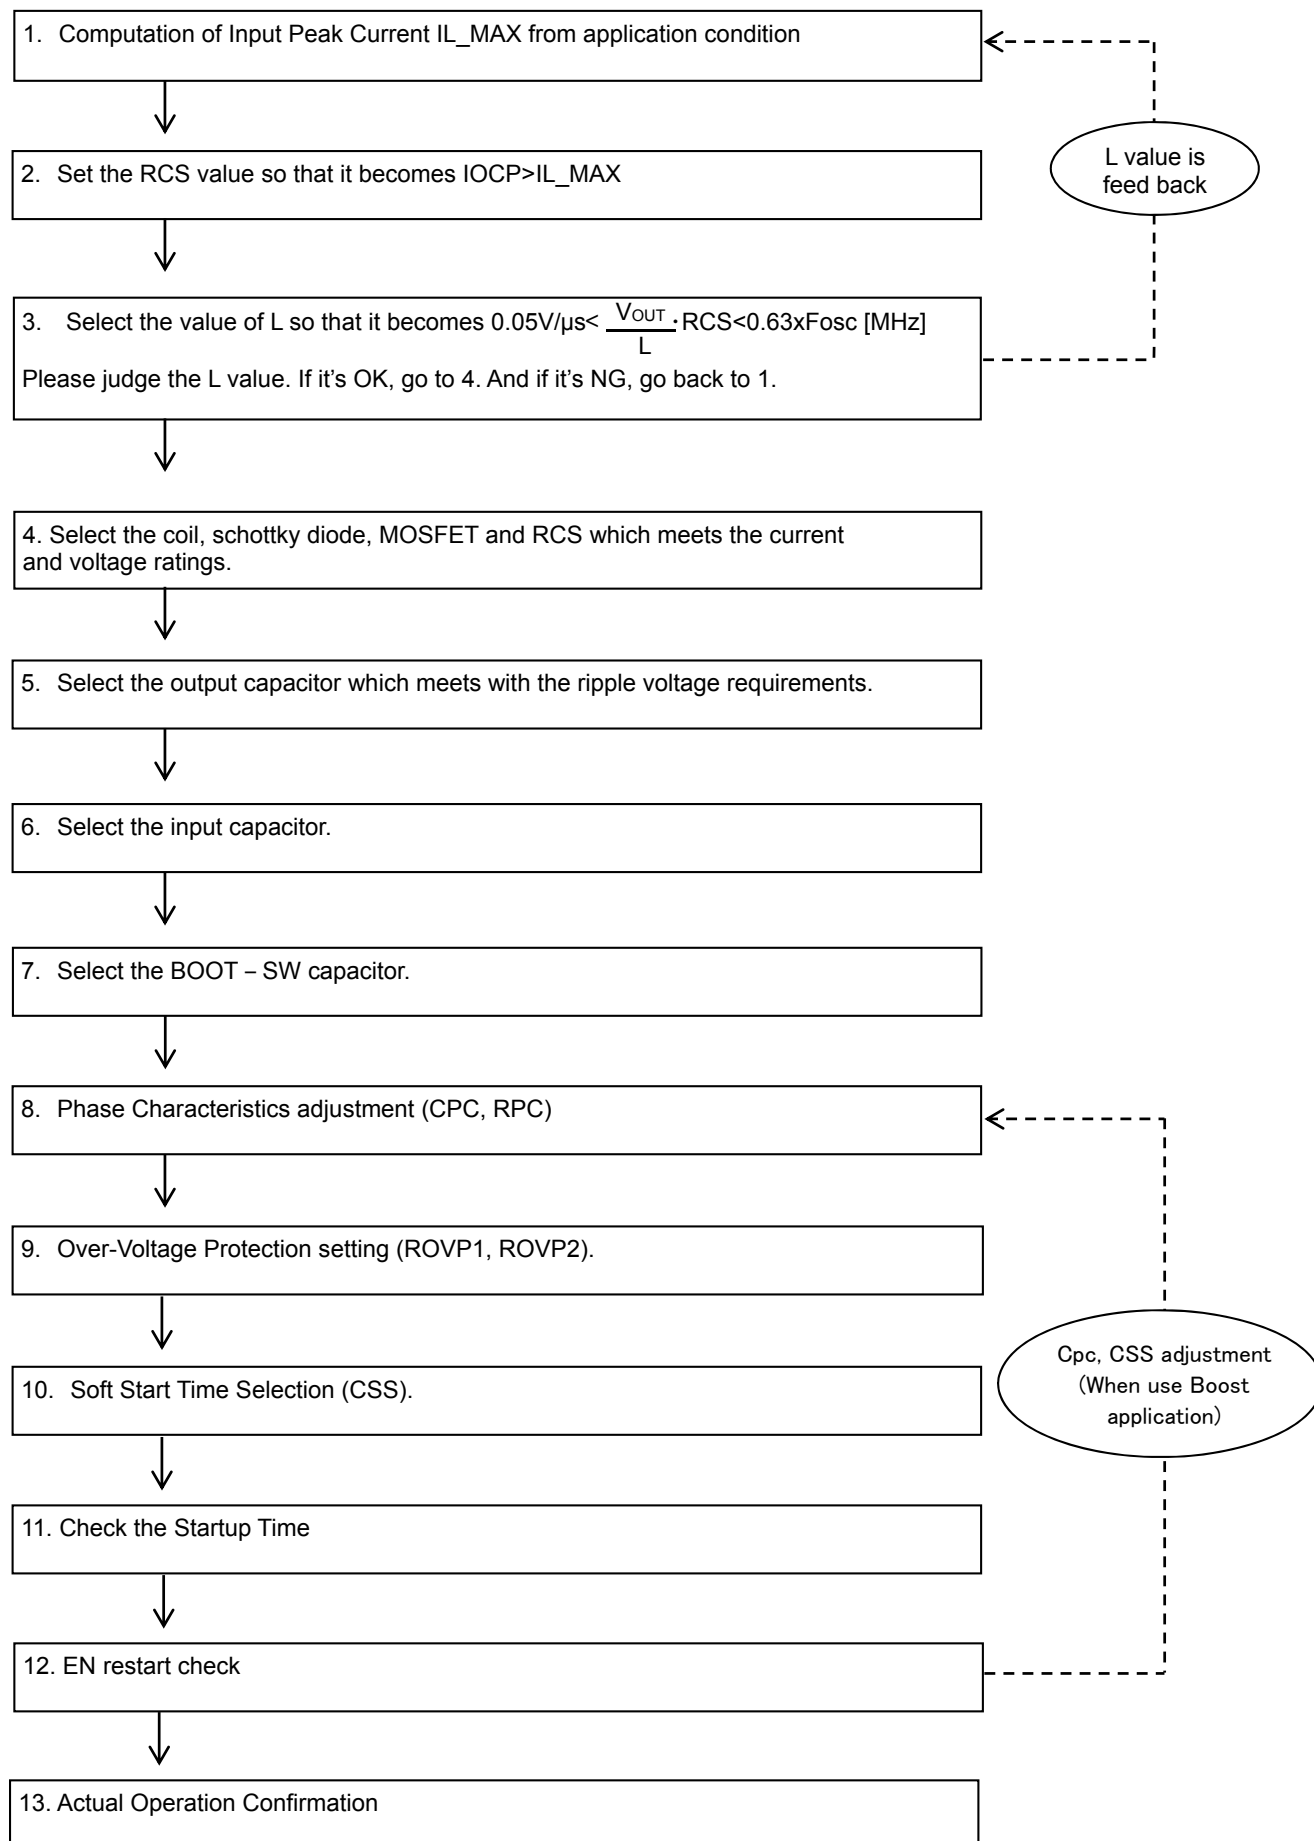 1. Computation of Input Peak Current IL_MAX from application condition
L value is
feed back
2. Set the RCS value so that it becomes IOCP>IL_MAX
3. Select the value of L so that it becomes 0.05V/µs< VOUT/L ·RCS<0.63xFosc [MHz]
Please judge the L value. If it’s OK, go to 4. And if it’s NG, go back to 1.
4. Select the coil, schottky diode, MOSFET and RCS which meets the current
and voltage ratings.
5. Select the output capacitor which meets with the ripple voltage requirements.
6. Select the input capacitor.
7. Select the BOOT – SW capacitor.
8. Phase Characteristics adjustment (CPC, RPC)
9. Over-Voltage Protection setting (ROVP1, ROVP2).
Cpc, CSS adjustment
(When use Boost
application)
10. Soft Start Time Selection (CSS).
11. Check the Startup Time
12. EN restart check
13. Actual Operation Confirmation